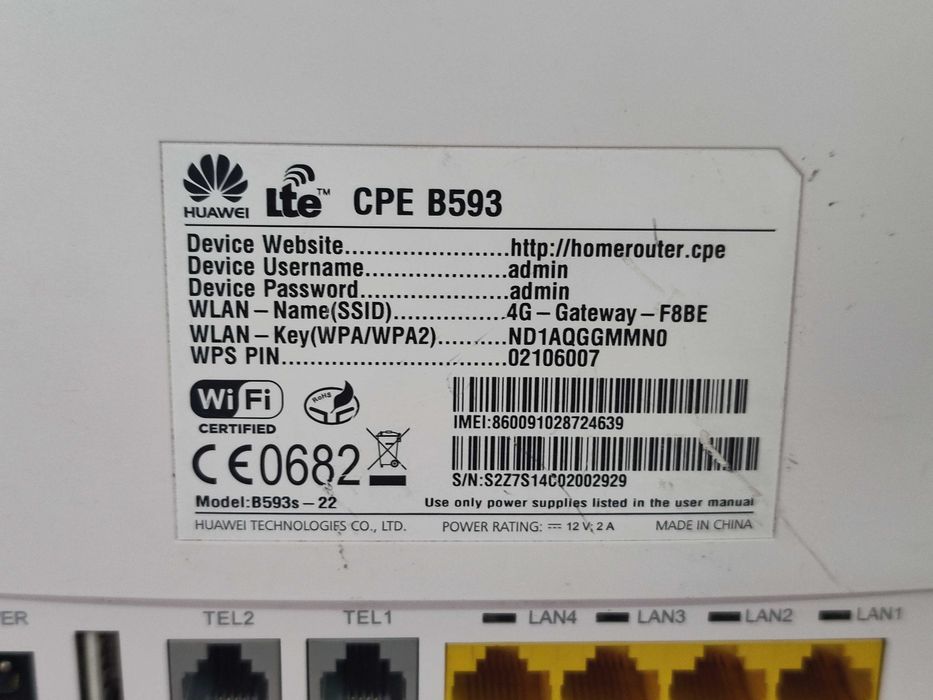 HUAWEI
Lte™ CPE B593
Device Website........................http://homerouter.cpe
Device Username.....................admin
Device Password......................admin
WLAN-Name(SSID)................4G-Gateway-F8BE
WLAN-Key(WPA/WPA2)..........ND1AQGGMMN0
WPS PIN..................................02106007
WiFi CERTIFIED
RoHS
IMEI:860091028724639
CE0682
S/N:S2Z7S14C02002929
Model:B593s-22 Use only power supplies listed in the user manual
HUAWEI TECHNOLOGIES CO., LTD. POWER RATING: ⎓ 12 V; 2 A MADE IN CHINA
TEL2 TEL1 LAN4 LAN3 LAN2 LAN1